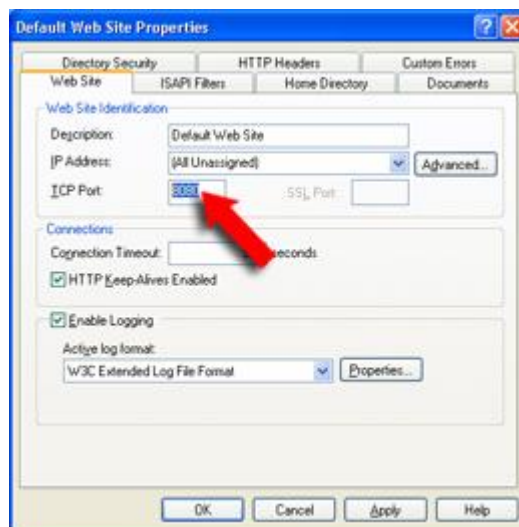 Default Web Site Properties
Directory Security HTTP Headers Custom Errors
Web Site ISAPI Filters Home Directory Documents
Web Site Identification
Description: Default Web Site
IP Address: (All Unassigned) Advanced...
TCP Port: 8080 SSL Port:
Connections
Connection Timeout: seconds
HTTP Keep-Alives Enabled
Enable Logging
Active log format:
W3C Extended Log File Format Properties...
OK Cancel Apply Help